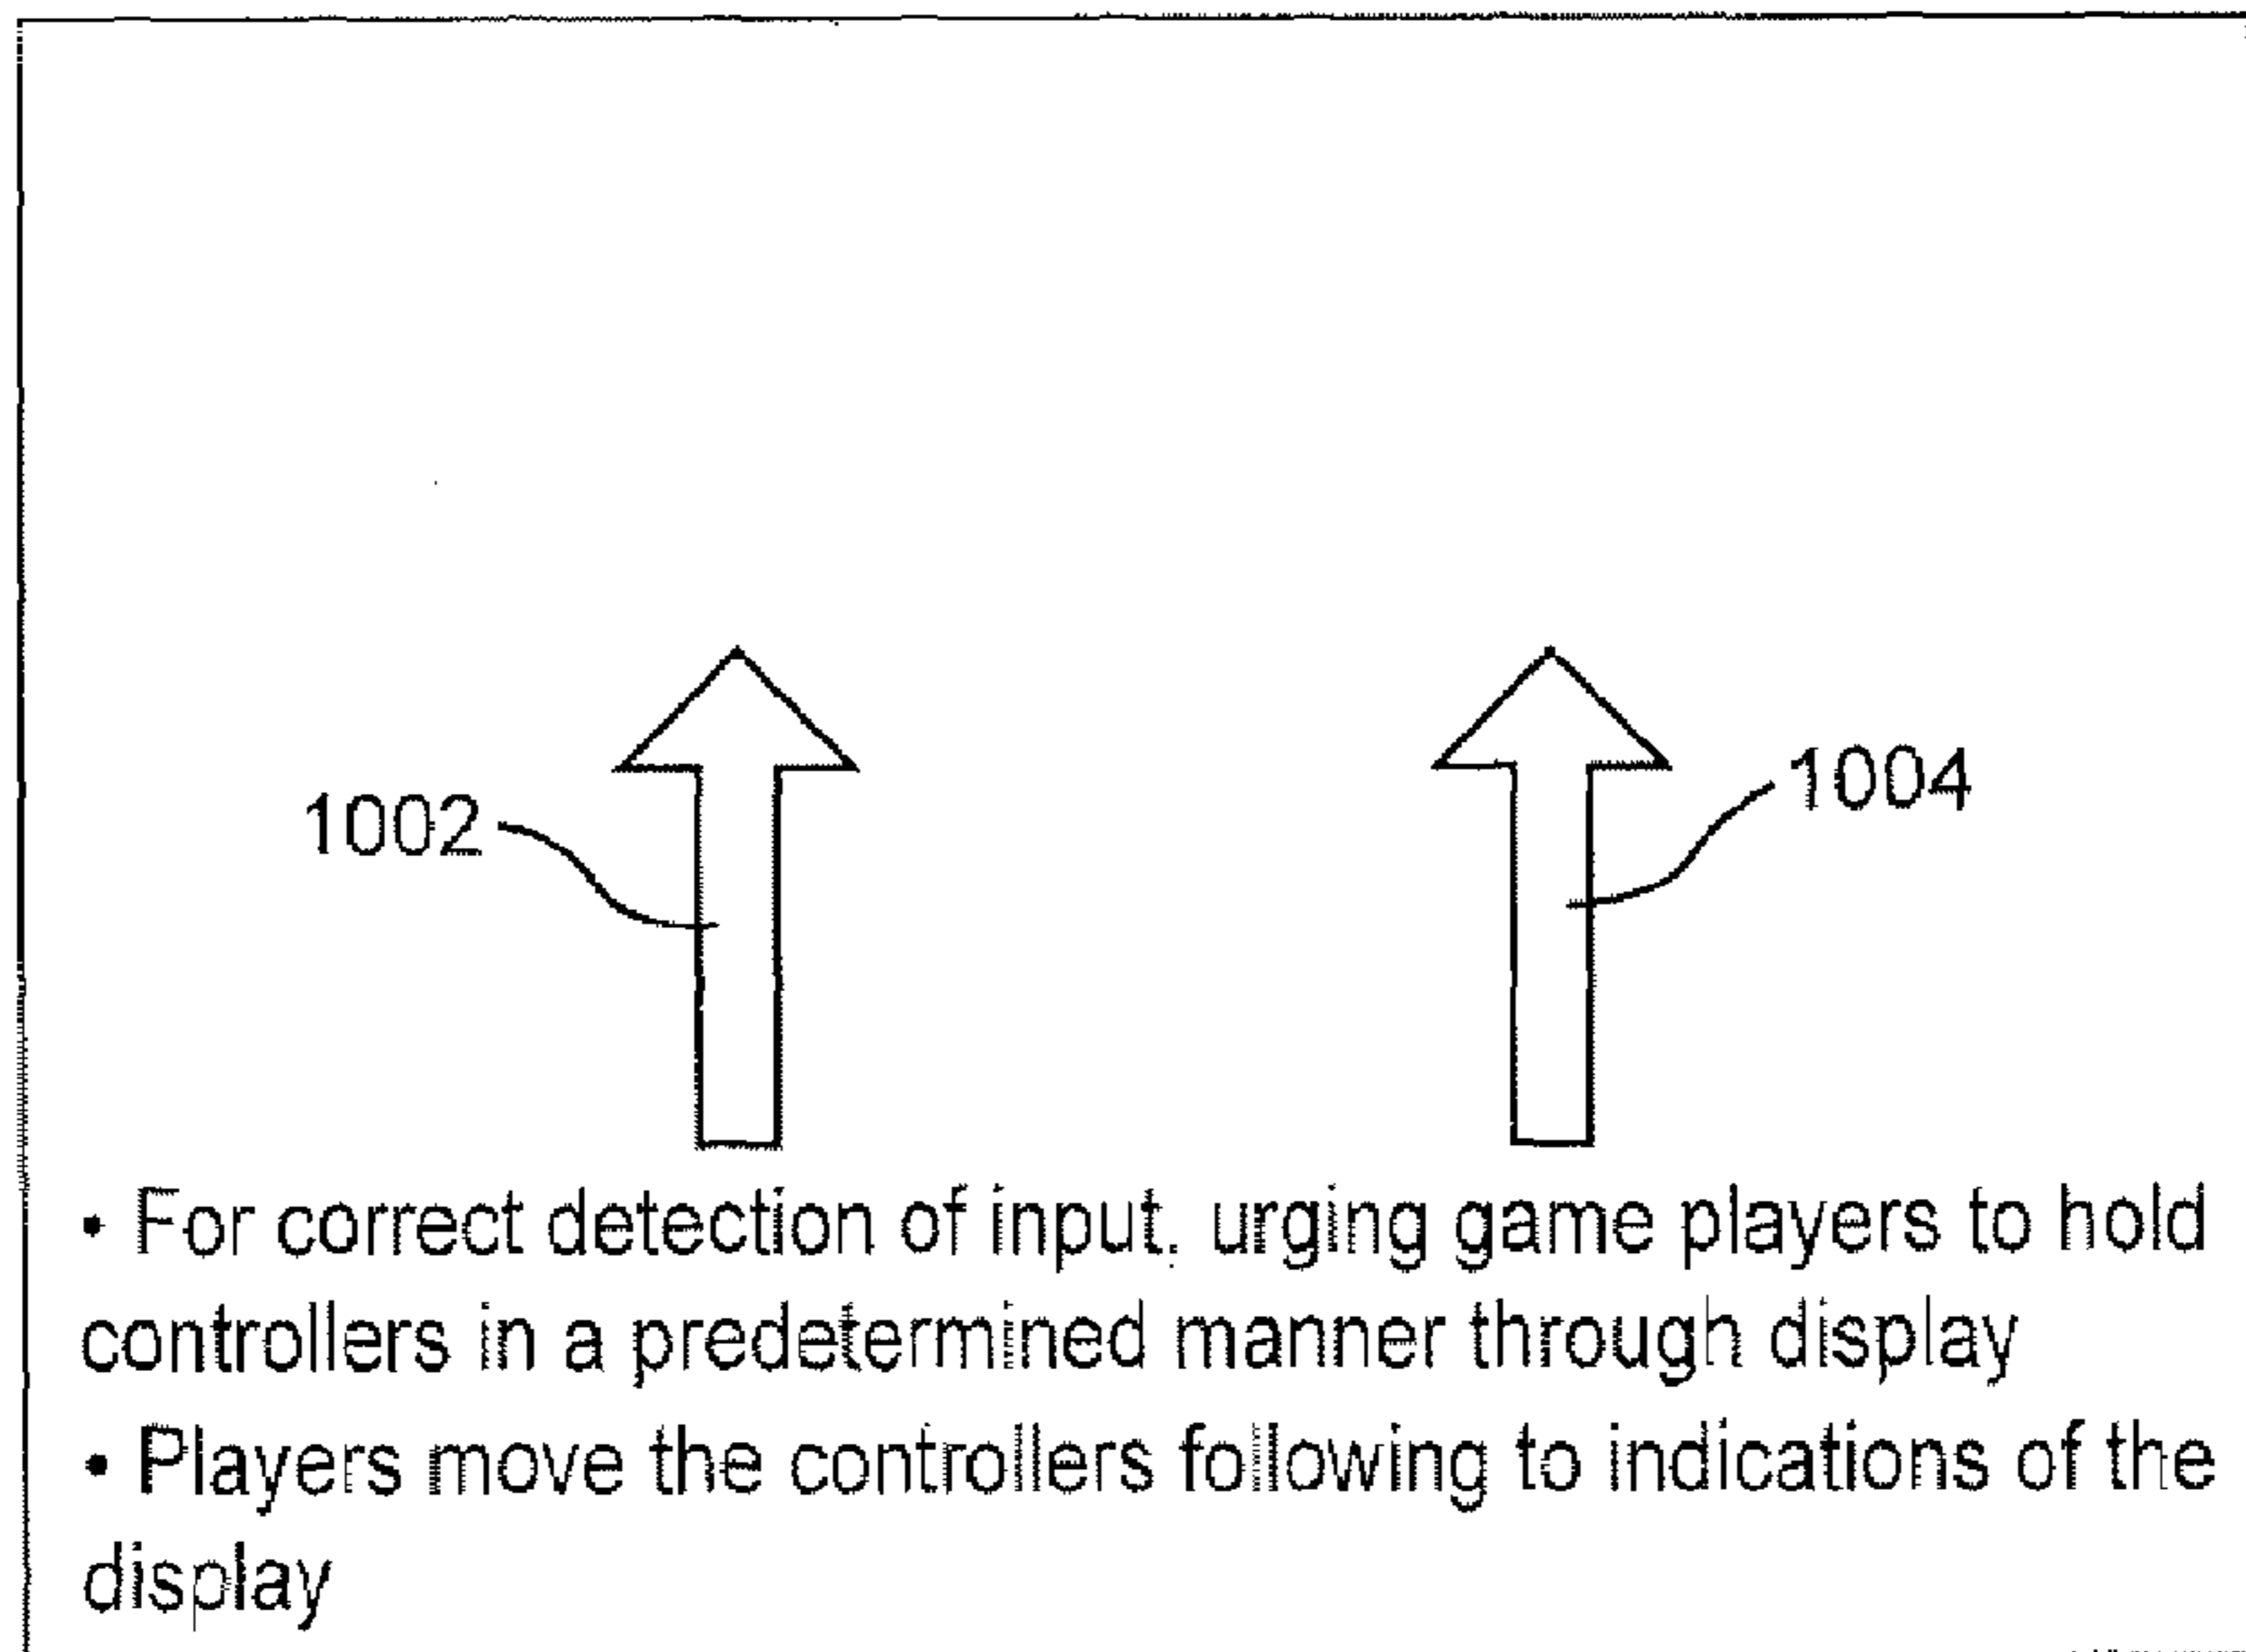 1002
1004
• For correct detection of input, urging game players to hold
controllers in a predetermined manner through display
• Players move the controllers following to indications of the
display